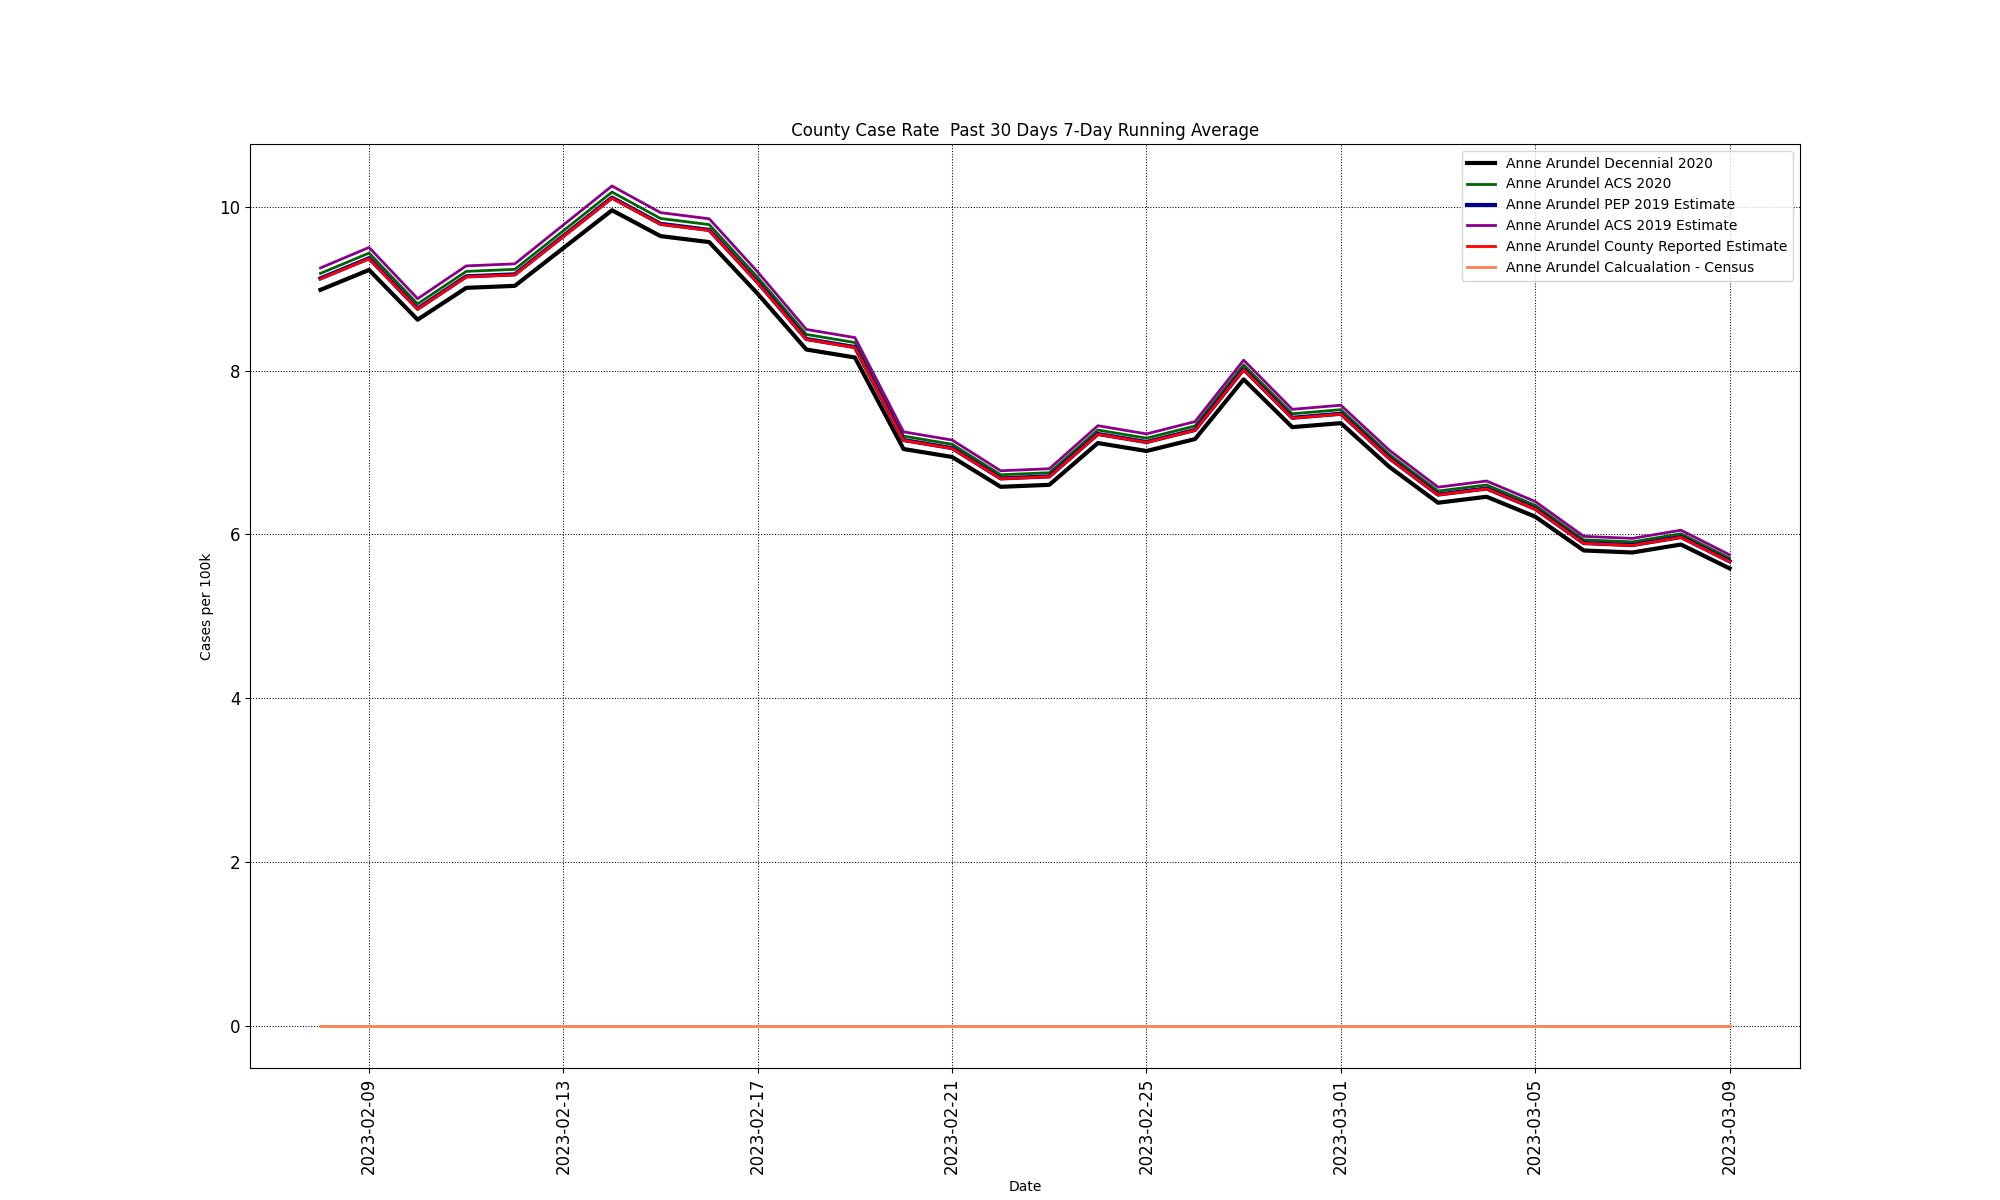 County Case Rate  Past 30 Days 7-Day Running Average
Anne Arundel Decennial 2020
Anne Arundel ACS 2020
Anne Arundel PEP 2019 Estimate
Anne Arundel ACS 2019 Estimate
Anne Arundel County Reported Estimate
Anne Arundel Calcualation - Census
Cases per 100k
10
8
6
4
2
0
2023-02-09
2023-02-13
2023-02-17
2023-02-21
2023-02-25
2023-03-01
2023-03-05
2023-03-09
Date